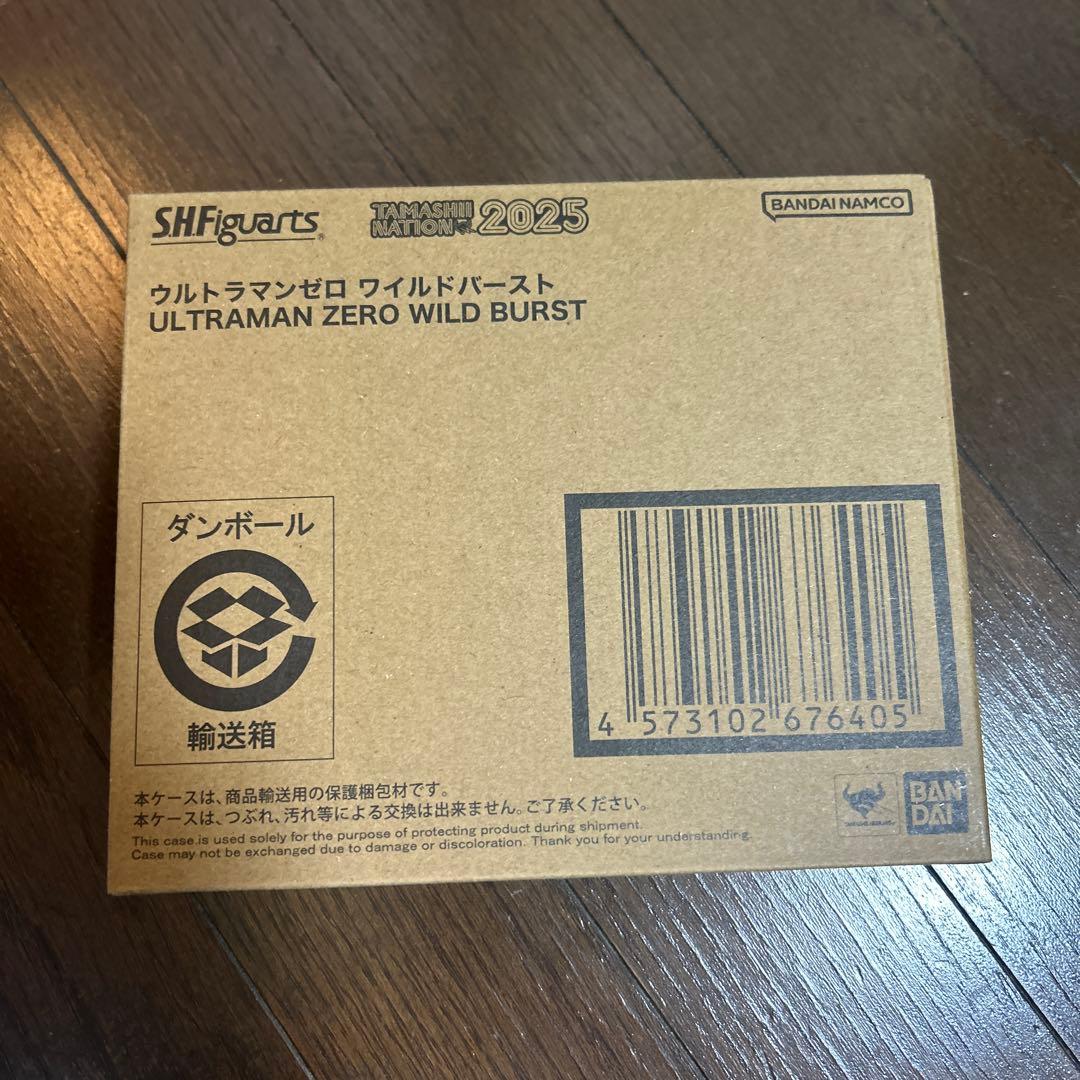 S.H.Figuarts®
TAMASHII NATION 2025
BANDAI NAMCO
ウルトラマンゼロ ワイルドバースト
ULTRAMAN ZERO WILD BURST
ダンボール
輸送箱
4 573102 676405
本ケースは、商品輸送用の保護梱包材です。
本ケースは、つぶれ、汚れ等による交換は出来ません。ご了承ください。
This case is used solely for the purpose of protecting product during shipment.
Case may not be exchanged due to damage or discoloration. Thank you for your understanding.
BAN
DAI